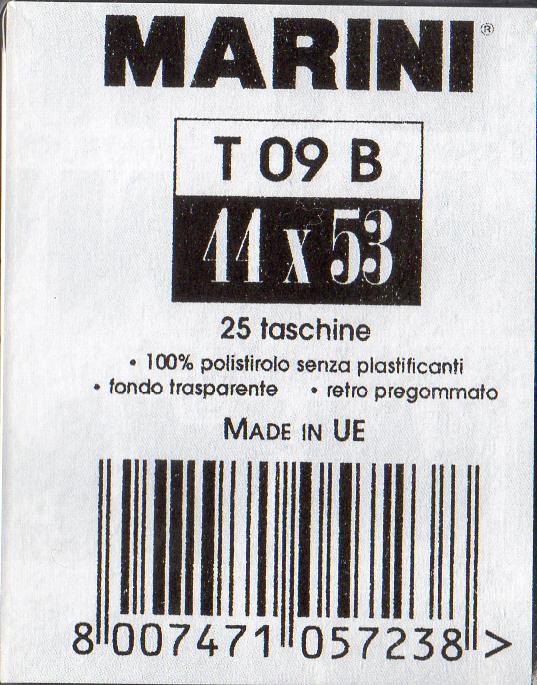 MARINI®
T 09 B
44 x 53
25 taschine
• 100% polistirolo senza plastificanti
• fondo trasparente • retro pregommato
MADE IN UE
8 007471 057238 >